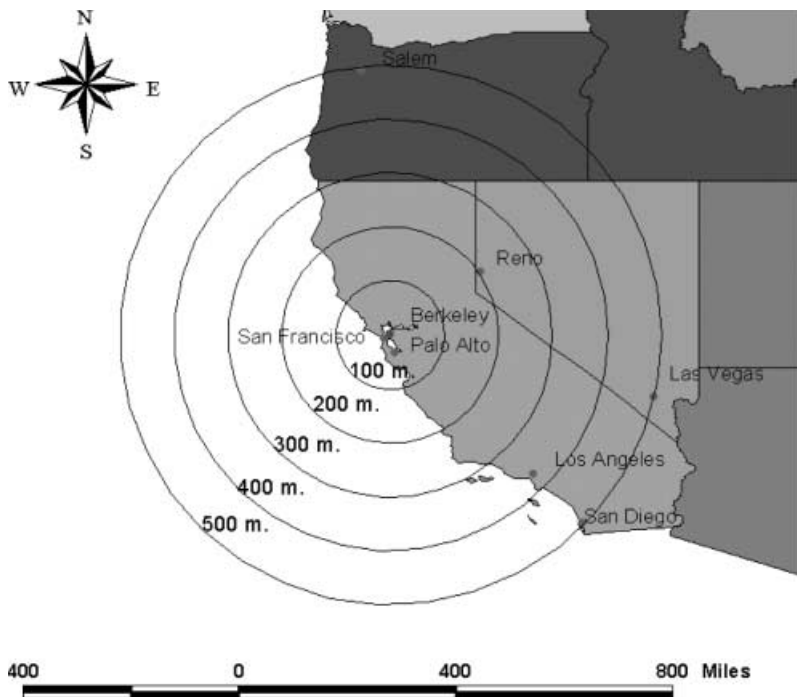 N
W E
S
Salem
Reno
Berkeley
San Francisco
Palo Alto
100 m.
Las Vegas
200 m.
300 m.
Los Angeles
400 m.
San Diego
500 m.
400 0 400 800 Miles